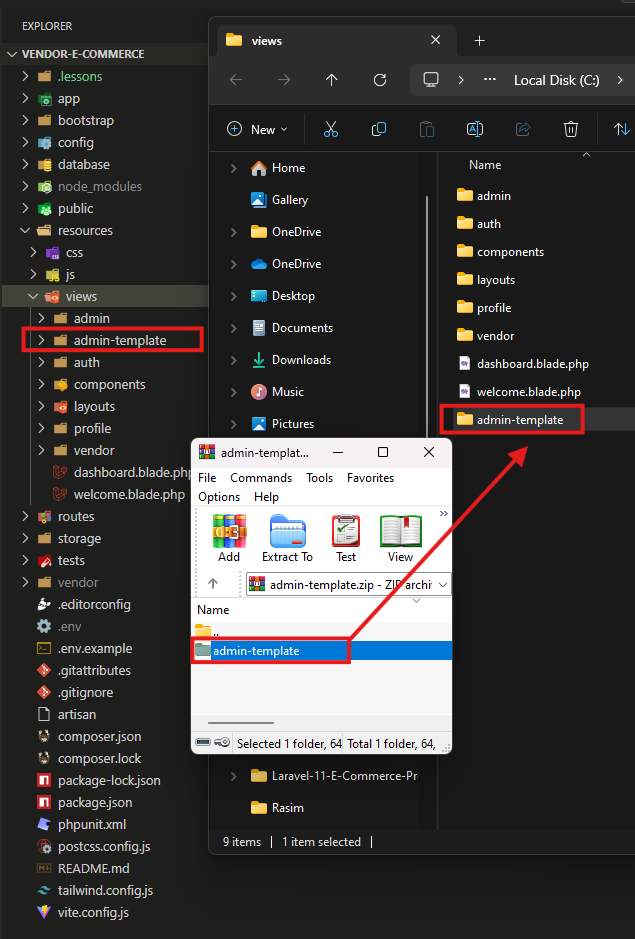 EXPLORER
VENDOR-E-COMMERCE
.lessons
app
bootstrap
config
database
node_modules
public
resources
css
js
views
admin
admin-template
auth
components
layouts
profile
vendor
dashboard.blade.php
welcome.blade.php
routes
storage
tests
vendor
.editorconfig
.env
.env.example
.gitattributes
.gitignore
artisan
composer.json
composer.lock
package-lock.json
package.json
phpunit.xml
postcss.config.js
README.md
tailwind.config.js
vite.config.js
views
Local Disk (C:)
New
Home
Gallery
OneDrive
OneDrive
Desktop
Documents
Downloads
Music
Pictures
Laravel-11-E-Commerce-Pr
Rasim
Name
admin
auth
components
layouts
profile
vendor
dashboard.blade.php
welcome.blade.php
admin-template
9 items
1 item selected
admin-templat...
File Commands Tools Favorites
Options Help
Add Extract To Test View
admin-template.zip - ZIP archi
Name
..
admin-template
Selected 1 folder, 64
Total 1 folder, 64,